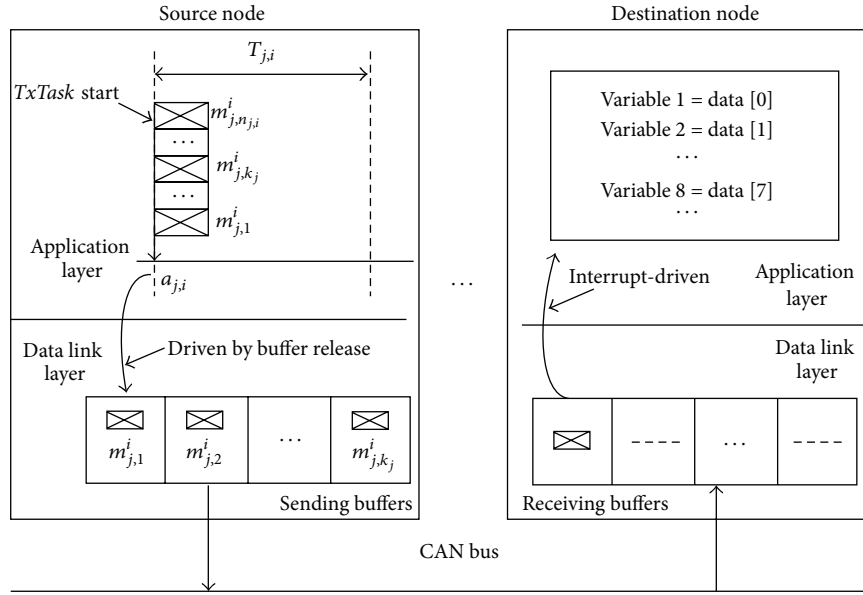 Source node
Destination node
T_{j,i}
TxTask start
m^i_{j,n_{j,i}}
...
m^i_{j,k_j}
...
m^i_{j,1}
Application
layer
a_{j,i}
Data link
layer
Driven by buffer release
m^i_{j,1}
m^i_{j,2}
...
m^i_{j,k_j}
Sending buffers
...
Variable 1 = data [0]
Variable 2 = data [1]
...
Variable 8 = data [7]
...
Interrupt-driven
Application
layer
Data link
layer
...
Receiving buffers
CAN bus